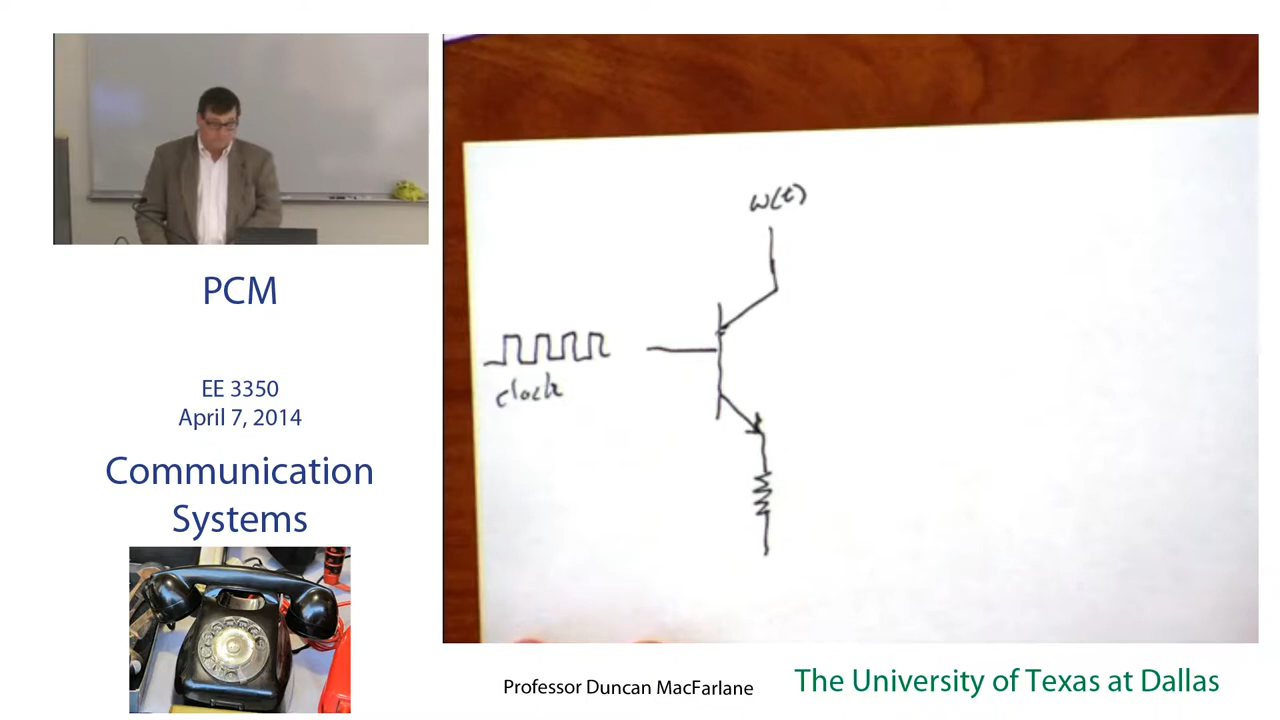 PCM
EE 3350
April 7, 2014
Communication
Systems
w(t)
clock
Professor Duncan MacFarlane
The University of Texas at Dallas